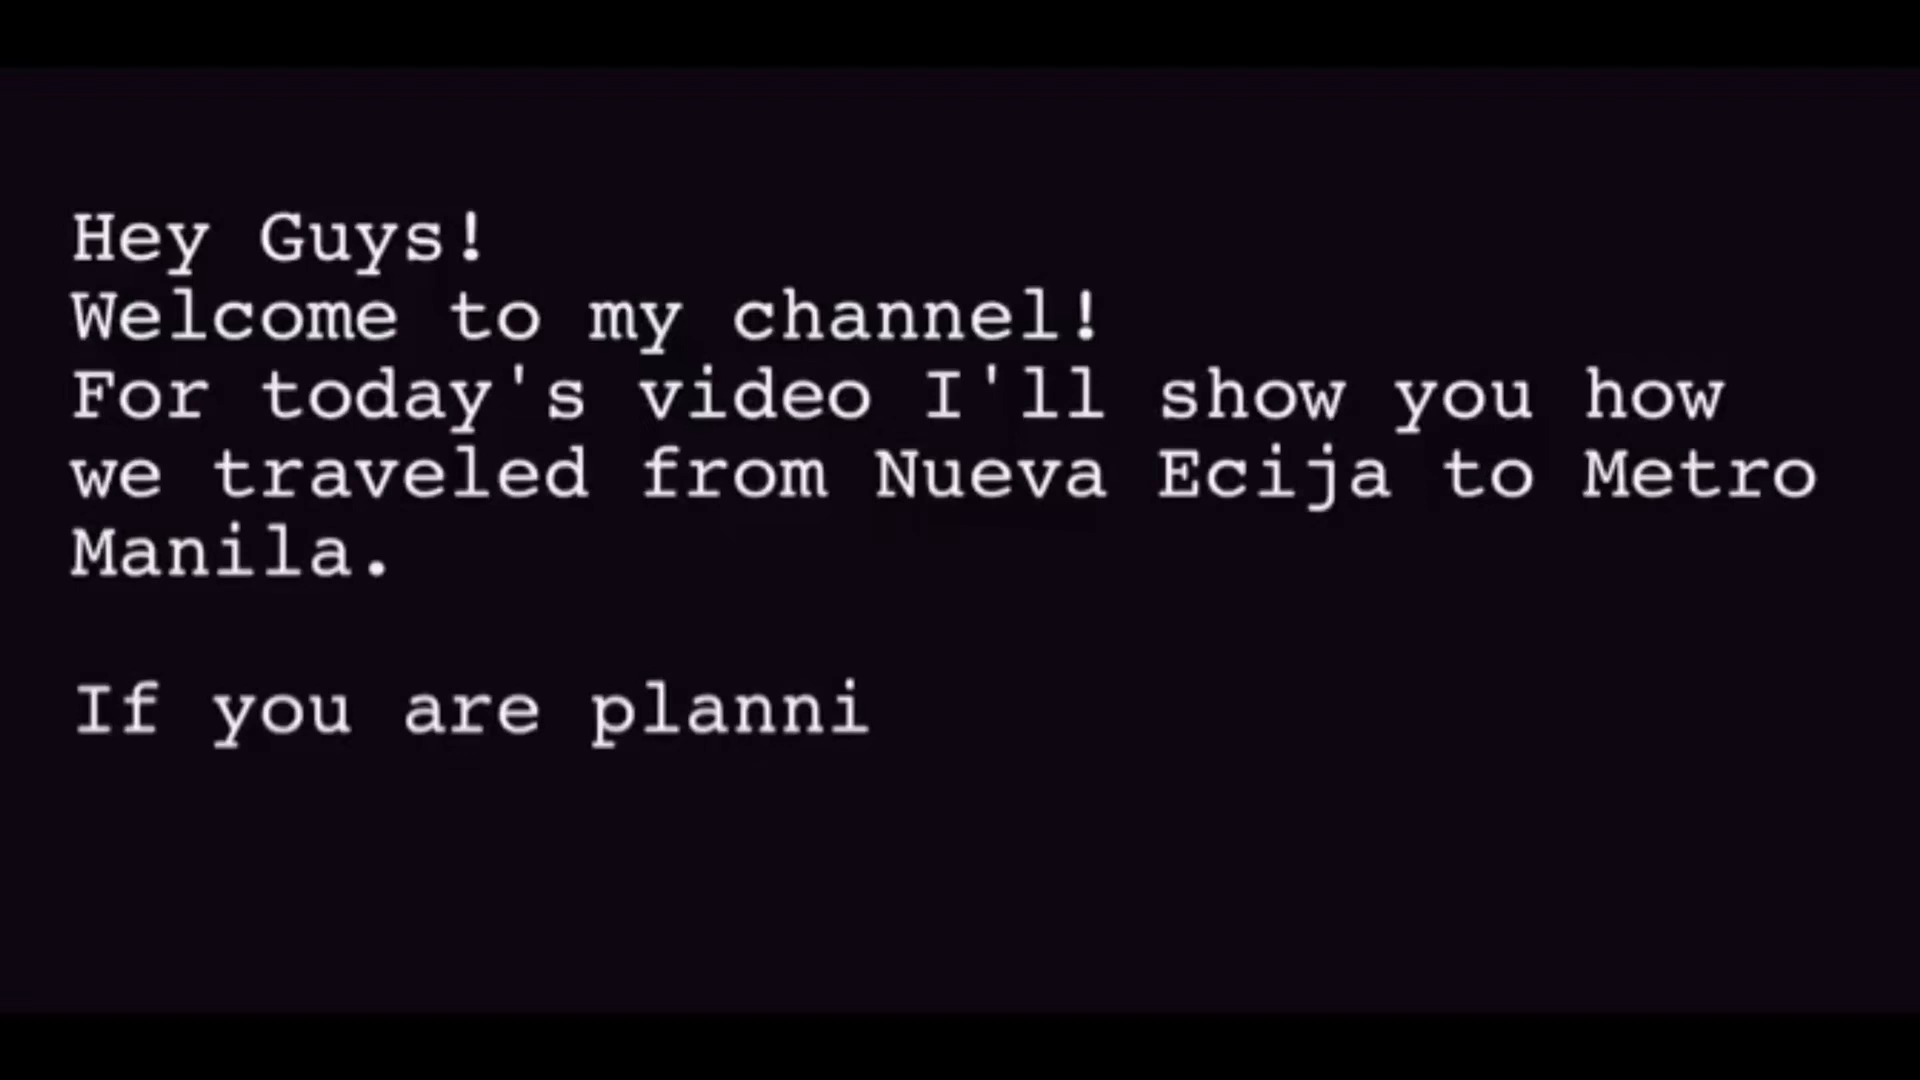 Hey Guys!
Welcome to my channel!
For today's video I'll show you how
we traveled from Nueva Ecija to Metro
Manila.
If you are planni